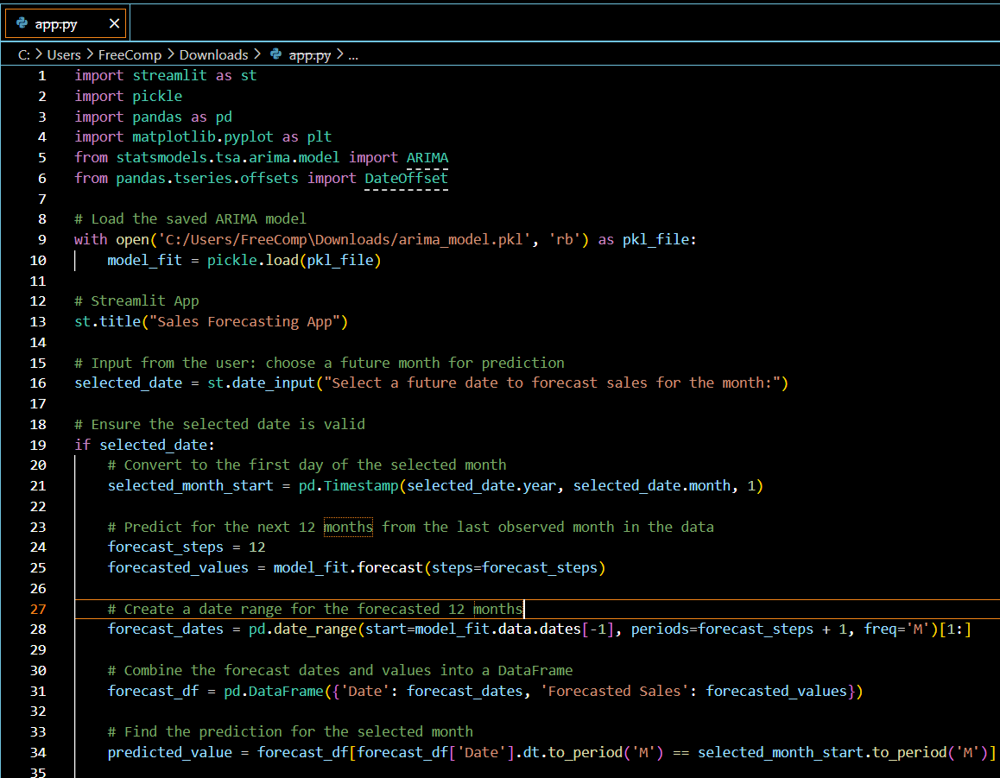 app.py
C: > Users > FreeComp > Downloads > app.py > ...
1 import streamlit as st
2 import pickle
3 import pandas as pd
4 import matplotlib.pyplot as plt
5 from statsmodels.tsa.arima.model import ARIMA
6 from pandas.tseries.offsets import DateOffset
7
8 # Load the saved ARIMA model
9 with open('C:/Users/FreeComp\Downloads/arima_model.pkl', 'rb') as pkl_file:
10     model_fit = pickle.load(pkl_file)
11
12 # Streamlit App
13 st.title("Sales Forecasting App")
14
15 # Input from the user: choose a future month for prediction
16 selected_date = st.date_input("Select a future date to forecast sales for the month:")
17
18 # Ensure the selected date is valid
19 if selected_date:
20     # Convert to the first day of the selected month
21     selected_month_start = pd.Timestamp(selected_date.year, selected_date.month, 1)
22
23     # Predict for the next 12 months from the last observed month in the data
24     forecast_steps = 12
25     forecasted_values = model_fit.forecast(steps=forecast_steps)
26
27     # Create a date range for the forecasted 12 months
28     forecast_dates = pd.date_range(start=model_fit.data.dates[-1], periods=forecast_steps + 1, freq='M')[1:]
29
30     # Combine the forecast dates and values into a DataFrame
31     forecast_df = pd.DataFrame({'Date': forecast_dates, 'Forecasted Sales': forecasted_values})
32
33     # Find the prediction for the selected month
34     predicted_value = forecast_df[forecast_df['Date'].dt.to_period('M') == selected_month_start.to_period('M')]
35